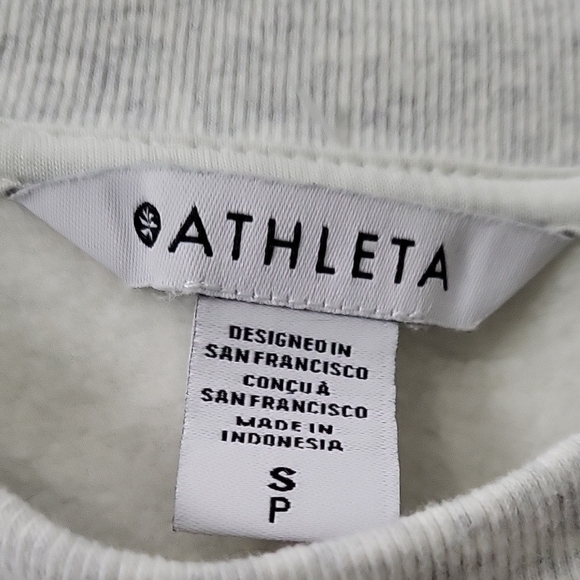 ATHLETA
DESIGNED IN
SAN FRANCISCO
CONÇU À
SAN FRANCISCO
MADE IN
INDONESIA
S
P